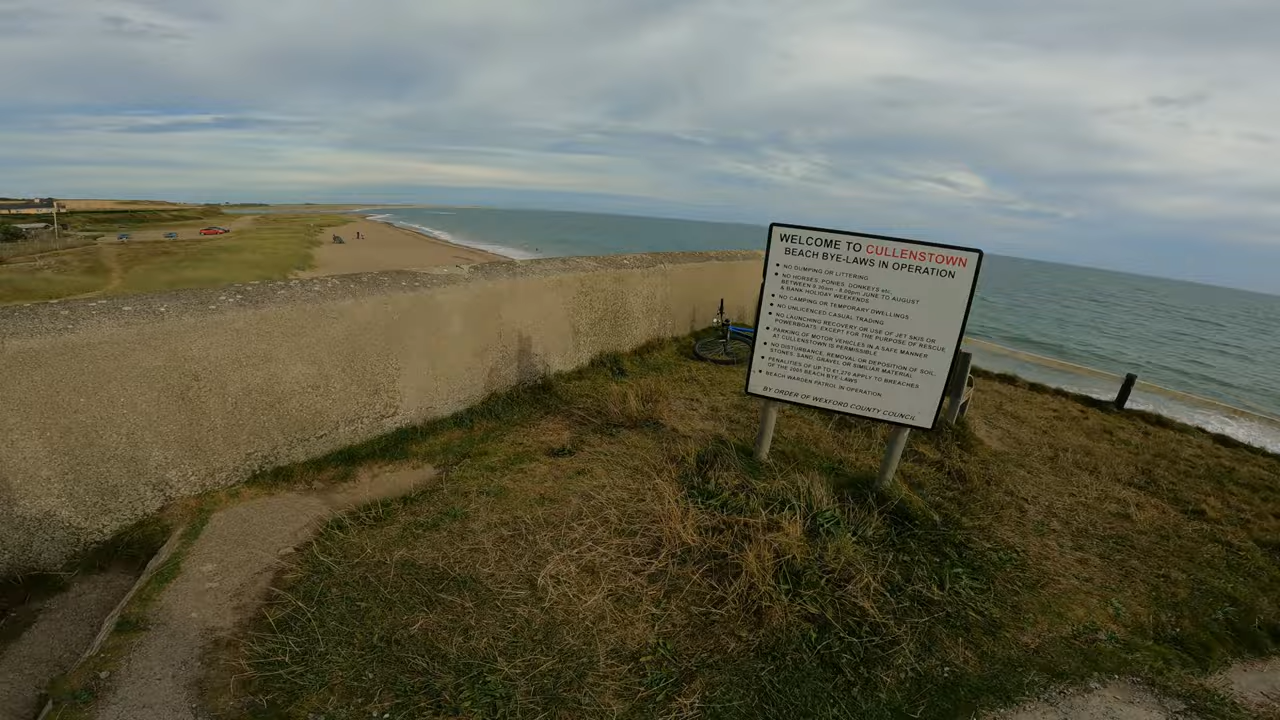 WELCOME TO CULLENSTOWN
BEACH BYE-LAWS IN OPERATION
• NO DUMPING OR LITTERING
• NO HORSES, PONIES, DONKEYS etc,
BETWEEN 9.30am - 8.00pm JUNE TO AUGUST
& BANK HOLIDAY WEEKENDS
• NO CAMPING OR TEMPORARY DWELLINGS
• NO UNLICENCED CASUAL TRADING
• NO LAUNCHING RECOVERY OR USE OF JET SKIS OR
POWERBOATS: EXCEPT FOR THE PURPOSE OF RESCUE
• PARKING OF MOTOR VEHICLES IN A SAFE MANNER
AT CULLENSTOWN IS PERMISSIBLE
• NO DISTURBANCE, REMOVAL OR DEPOSITION OF SOIL,
STONES, SAND, GRAVEL OR SIMILIAR MATERIAL
• PENALITIES OF UP TO €1,270 APPLY TO BREACHES
OF THE 2005 BEACH BYE-LAWS
• BEACH WARDEN PATROL IN OPERATION
BY ORDER OF WEXFORD COUNTY COUNCIL